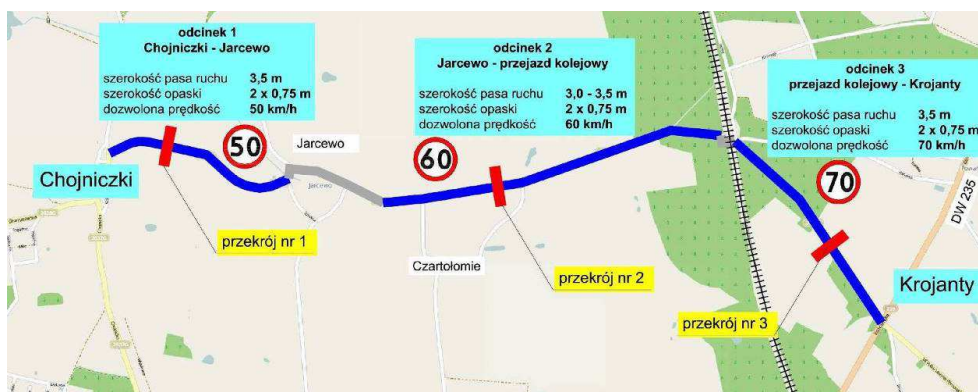 odcinek 1
Chojniczki - Jarcewo
szerokość pasa ruchu 3,5 m
szerokość opaski 2 x 0,75 m
dozwolona prędkość 50 km/h
odcinek 2
Jarcewo - przejazd kolejowy
szerokość pasa ruchu 3,0 - 3,5 m
szerokość opaski 2 x 0,75 m
dozwolona prędkość 60 km/h
odcinek 3
przejazd kolejowy - Krojanty
szerokość pasa ruchu 3,5 m
szerokość opaski 2 x 0,75 m
dozwolona prędkość 70 km/h
50
Jarcewo
60
70
Chojniczki
Jarcewo
DW 235
przekrój nr 1
Czartołomie
przekrój nr 2
Krojanty
przekrój nr 3